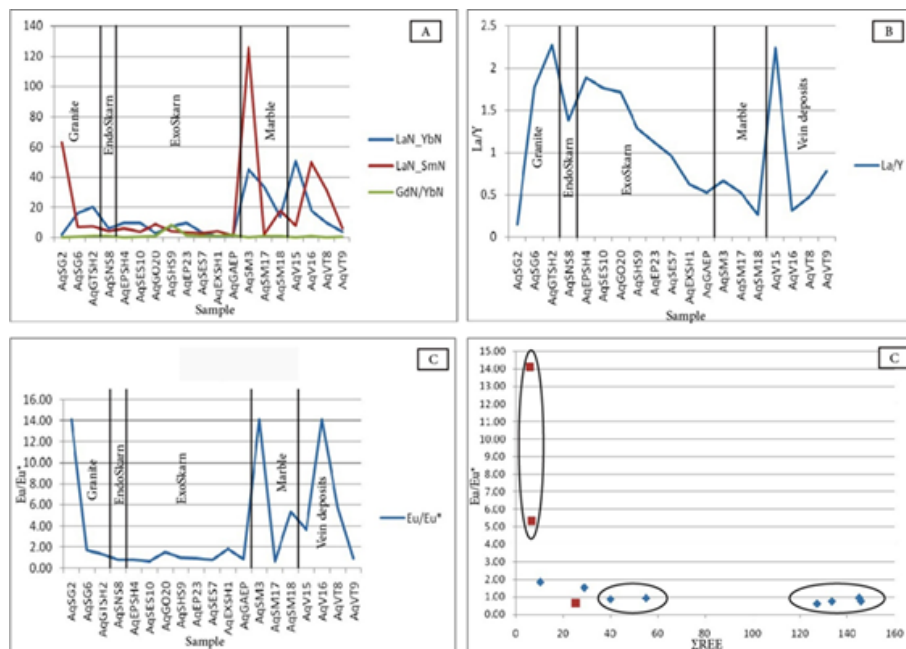 A
140
120
100
80
60
40
20
0
Granite
EndoSkarn
ExoSkarn
Marble
LaN_YbN
LaN_SmN
GdN/YbN
AqSG2
AqSG6
AqGTSH2
AqSNS8
AqEPSH4
AqSES10
AqGO20
AqSHS9
AqEP23
AqSES7
AqEXSH1
AqGAEP
AqSM3
AqSM17
AqSM18
AqV15
AqV16
AqVT8
AqVT9
Sample
B
La/Y
2.5
2
1.5
1
0.5
0
Granite
EndoSkarn
ExoSkarn
Marble
Vein deposits
La/Y
AqSG2
AqSG6
AqGTSH2
AqSNS8
AqEPSH4
AqSES10
AqGO20
AqSHS9
AqEP23
AqSES7
AqEXSH1
AqGAEP
AqSM3
AqSM17
AqSM18
AqV15
AqV16
AqVT8
AqVT9
Sample
C
Eu/Eu*
16.00
14.00
12.00
10.00
8.00
6.00
4.00
2.00
0.00
Granite
EndoSkarn
ExoSkarn
Marble
Vein deposits
Eu/Eu*
AqSG2
AqSG6
AqGTSH2
AqSNS8
AqEPSH4
AqSES10
AqGO20
AqSHS9
AqEP23
AqSES7
AqEXSH1
AqGAEP
AqSM3
AqSM17
AqSM18
AqV15
AqV16
AqVT8
AqVT9
Sample
C
Eu/Eu*
15.00
14.00
13.00
12.00
11.00
10.00
9.00
8.00
7.00
6.00
5.00
4.00
3.00
2.00
1.00
0.00
0 20 40 60 80 100 120 140 160
ΣREE